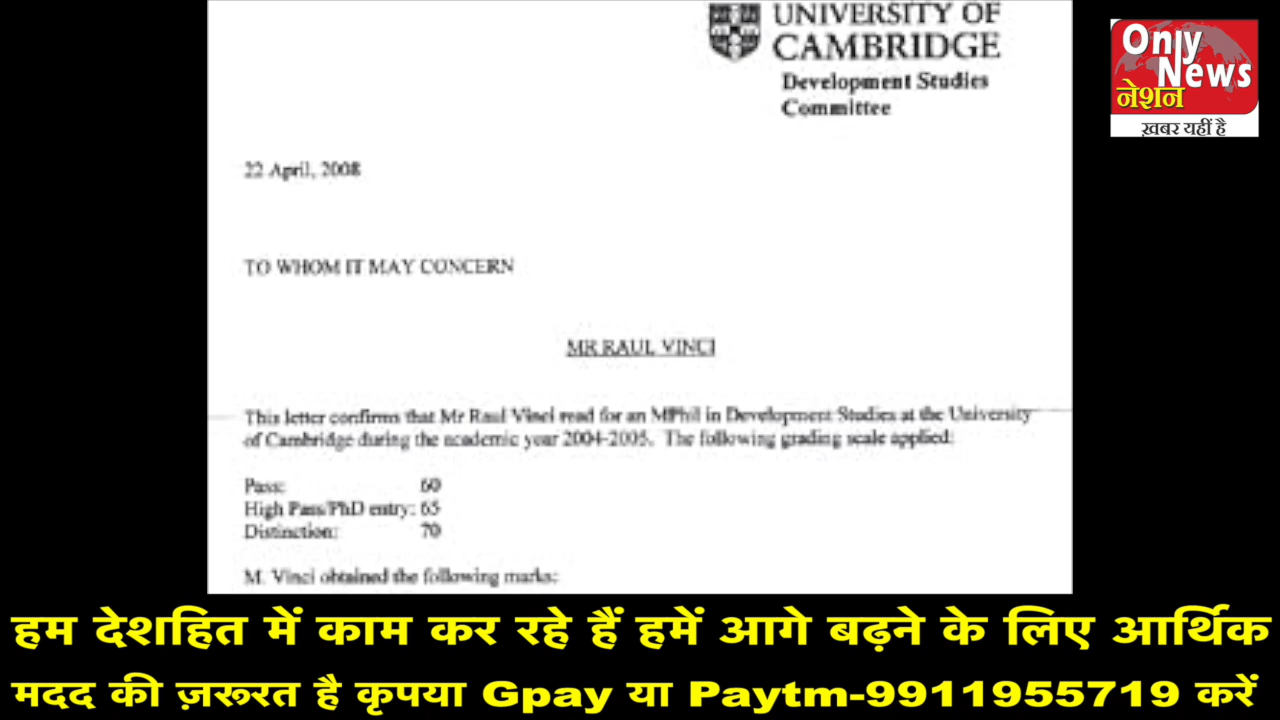 UNIVERSITY OF
CAMBRIDGE
Development Studies
Committee
Only
News
नेशन
ख़बर यहीं है
22 April, 2008
TO WHOM IT MAY CONCERN
MR RAUL VINCI
This letter confirms that Mr Raul Vinci read for an MPhil in Development Studies at the University
of Cambridge during the academic year 2004-2005. The following grading scale applied:
Pass: 60
High Pass/PhD entry: 65
Distinction: 70
M. Vinci obtained the following marks:
हम देशहित में काम कर रहे हैं हमें आगे बढ़ने के लिए आर्थिक
मदद की ज़रूरत है कृपया Gpay या Paytm-9911955719 करें